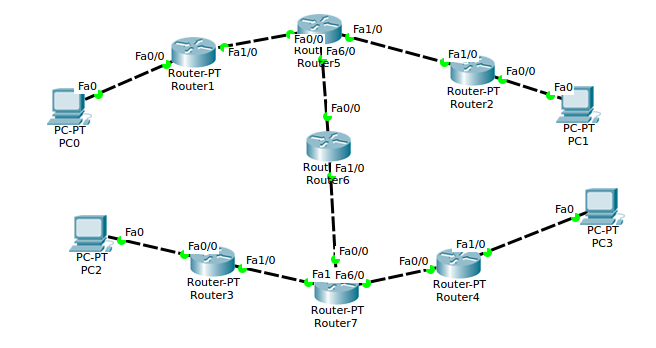 Fa0/0
Fa1/0
Fa0/0
Rout
Fa6/0
Router5
Fa1/0
Fa1/0
Router-PT
Router1
Fa0/0
Router-PT
Router2
Fa0
PC-PT
PC0
Fa0
PC-PT
PC1
Fa0/0
Rout
Fa1/0
Router6
Fa0
PC-PT
PC2
Fa0/0
Fa1/0
Router-PT
Router3
Fa0/0
Fa1
Fa6/0
Router-PT
Router7
Fa0/0
Fa1/0
Router-PT
Router4
Fa0
PC-PT
PC3